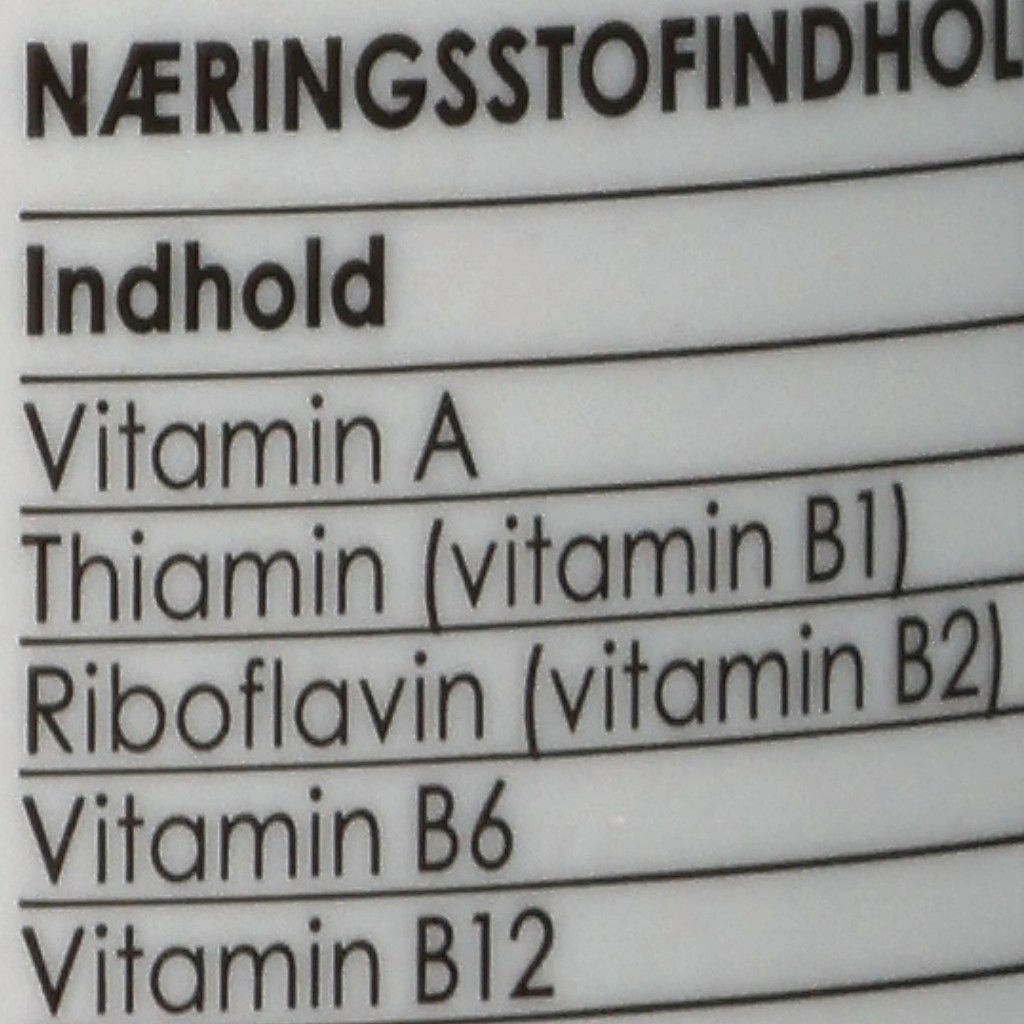 NÆRINGSSTOFINDHOL
Indhold
Vitamin A
Thiamin (vitamin B1)
Riboflavin (vitamin B2)
Vitamin B6
Vitamin B12